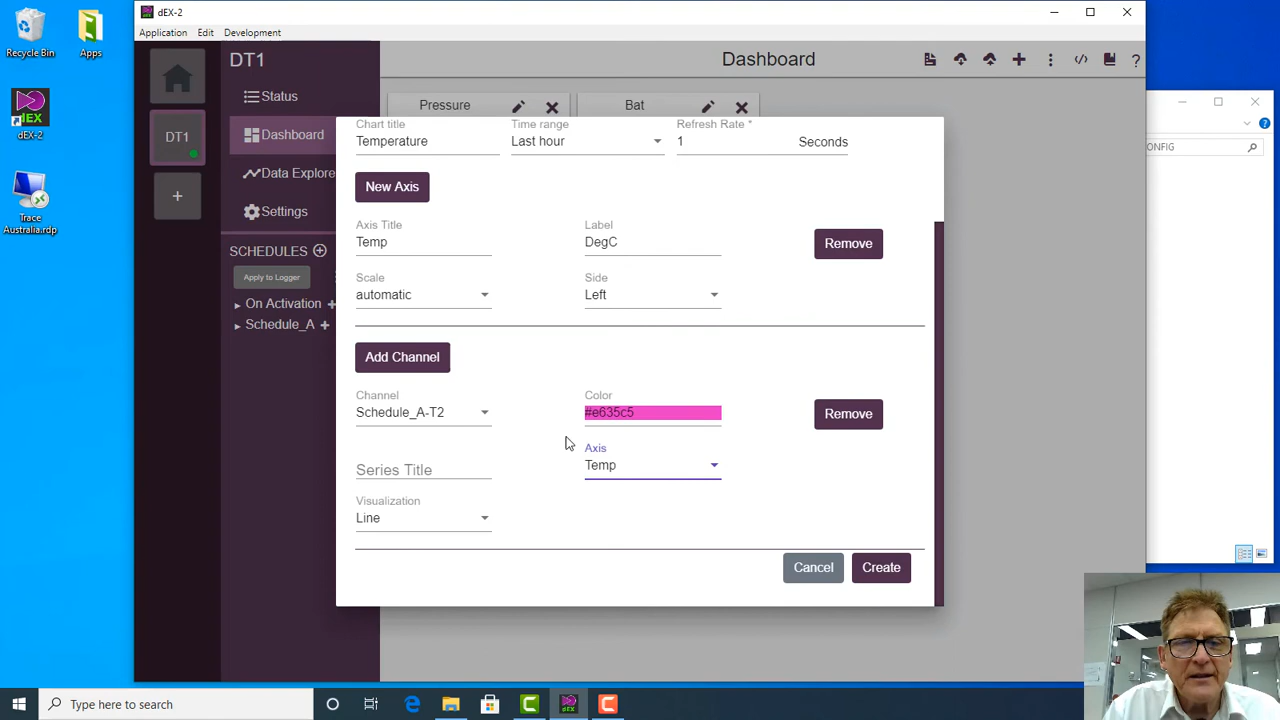 Recycle Bin
Apps
dEX-2
Trace
Australia.rdp
dEX-2
Application Edit Development
DT1
Dashboard
?
DT1
+
Status
Dashboard
Data Explore
Settings
SCHEDULES
Apply to Logger
On Activation +
Schedule_A +
Pressure
Bat
Chart title
Temperature
Time range
Last hour
Refresh Rate *
1 Seconds
New Axis
Axis Title
Temp
Label
DegC
Remove
Scale
automatic
Side
Left
Add Channel
Channel
Schedule_A-T2
Color
#e635c5
Remove
Series Title
Axis
Temp
Visualization
Line
Cancel
Create
ONFIG
Type here to search